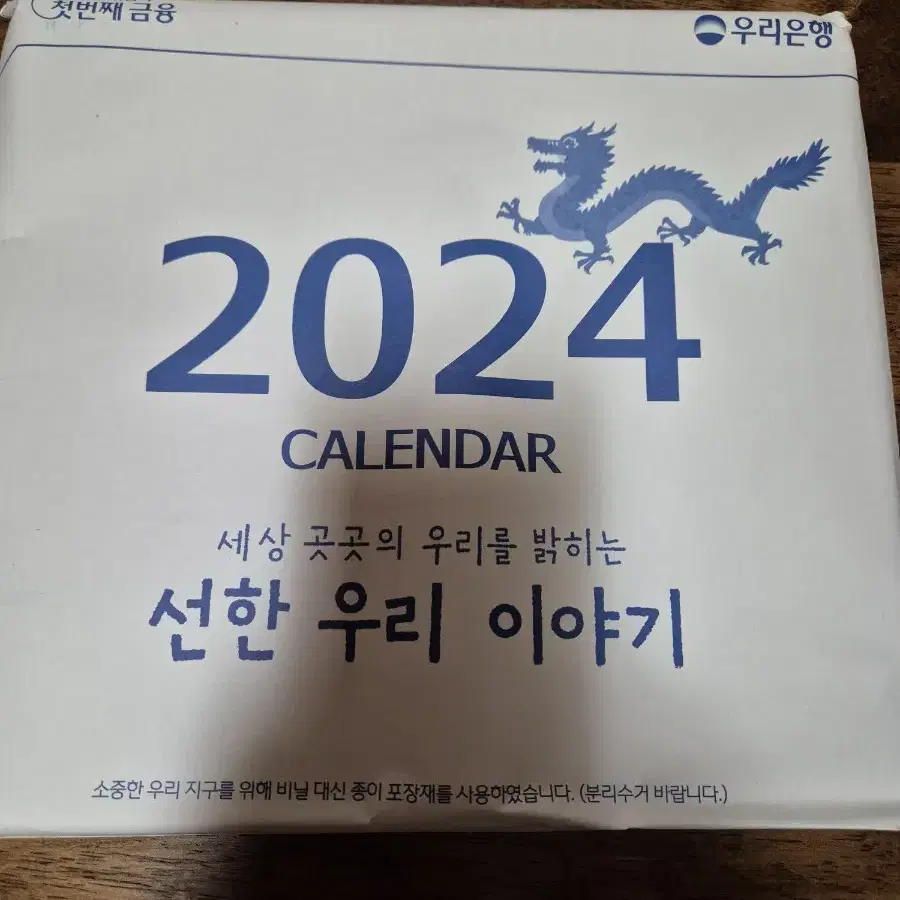 첫번째 금융
우리은행
2024
CALENDAR
세상 곳곳의 우리를 밝히는
선한 우리 이야기
소중한 우리 지구를 위해 비닐 대신 종이 포장재를 사용하였습니다. (분리수거 바랍니다.)